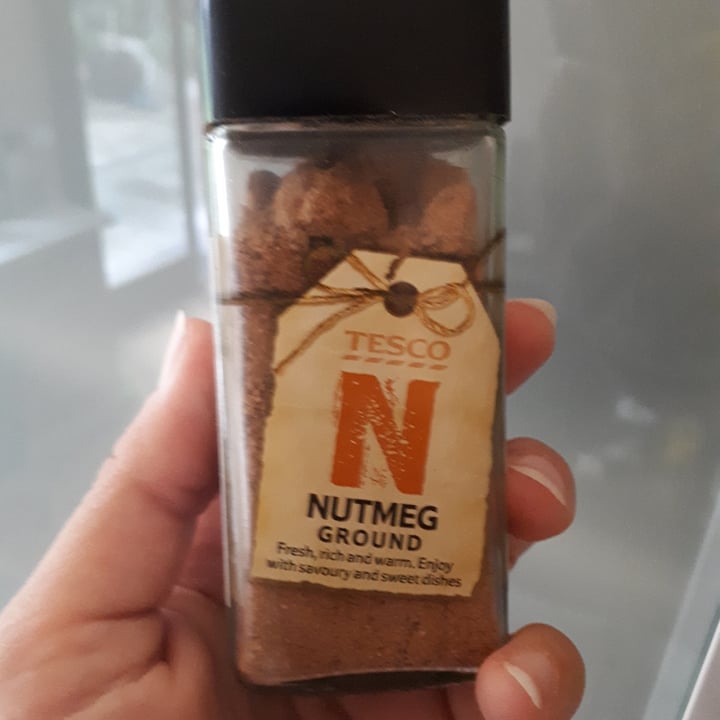 TESCO
N
NUTMEG
GROUND
Fresh, rich and warm. Enjoy
with savoury and sweet dishes